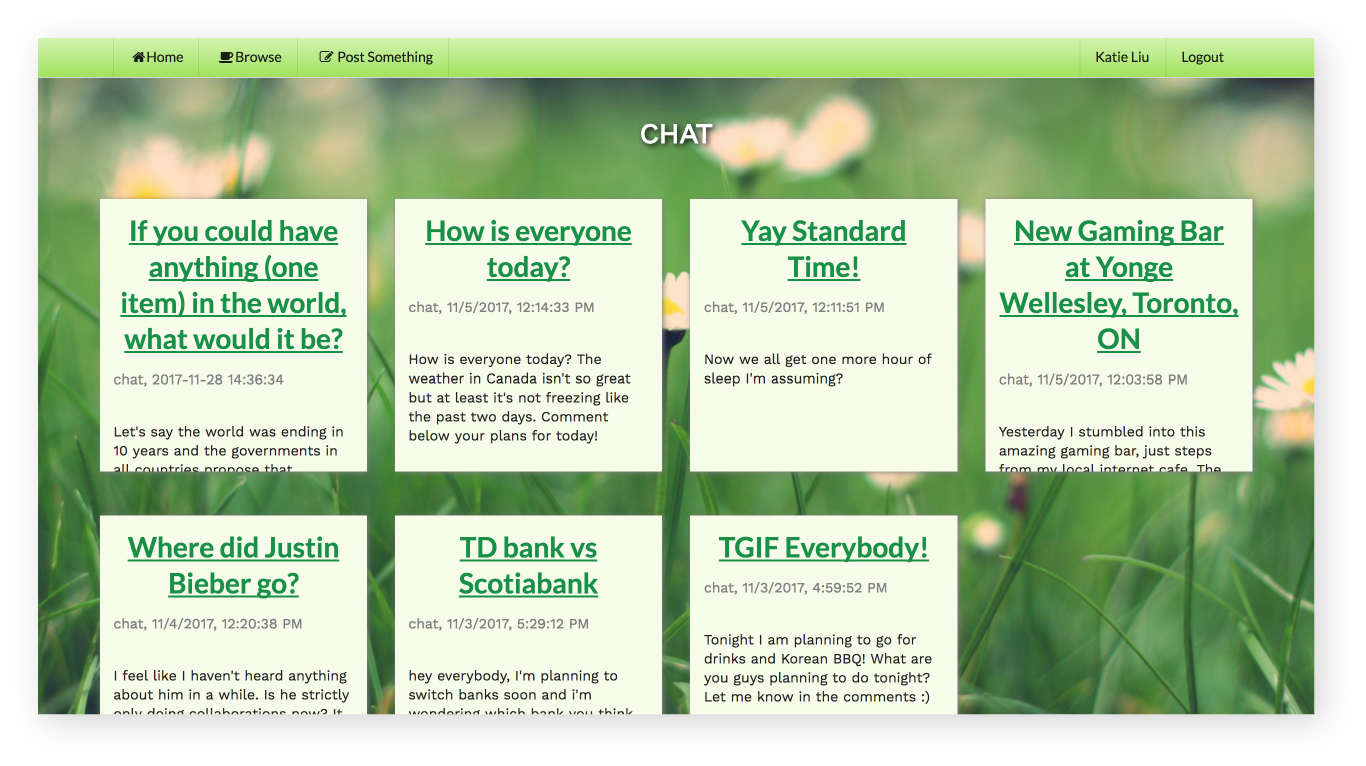 Home Browse Post Something Katie Liu Logout
CHAT
If you could have
anything (one
item) in the world,
what would it be?
chat, 2017-11-28 14:36:34
Let's say the world was ending in
10 years and the governments in
all countries propose that
How is everyone
today?
chat, 11/5/2017, 12:14:33 PM
How is everyone today? The
weather in Canada isn't so great
but at least it's not freezing like
the past two days. Comment
below your plans for today!
Yay Standard
Time!
chat, 11/5/2017, 12:11:51 PM
Now we all get one more hour of
sleep I'm assuming?
New Gaming Bar
at Yonge
Wellesley, Toronto,
ON
chat, 11/5/2017, 12:03:58 PM
Yesterday I stumbled into this
amazing gaming bar, just steps
from my local internet cafe. The
Where did Justin
Bieber go?
chat, 11/4/2017, 12:20:38 PM
I feel like I haven't heard anything
about him in a while. Is he strictly
only doing collaborations now? It
TD bank vs
Scotiabank
chat, 11/3/2017, 5:29:12 PM
hey everybody, I'm planning to
switch banks soon and i'm
wondering which bank you think
TGIF Everybody!
chat, 11/3/2017, 4:59:52 PM
Tonight I am planning to go for
drinks and Korean BBQ! What are
you guys planning to do tonight?
Let me know in the comments :)